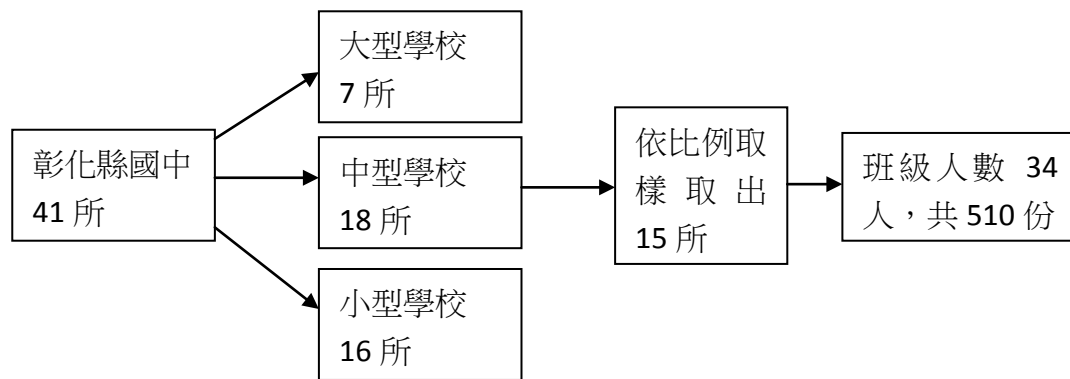 彰化縣國中
41 所
大型學校
7 所
中型學校
18 所
小型學校
16 所
依比例取
樣取出
15 所
班級人數 34
人，共 510 份